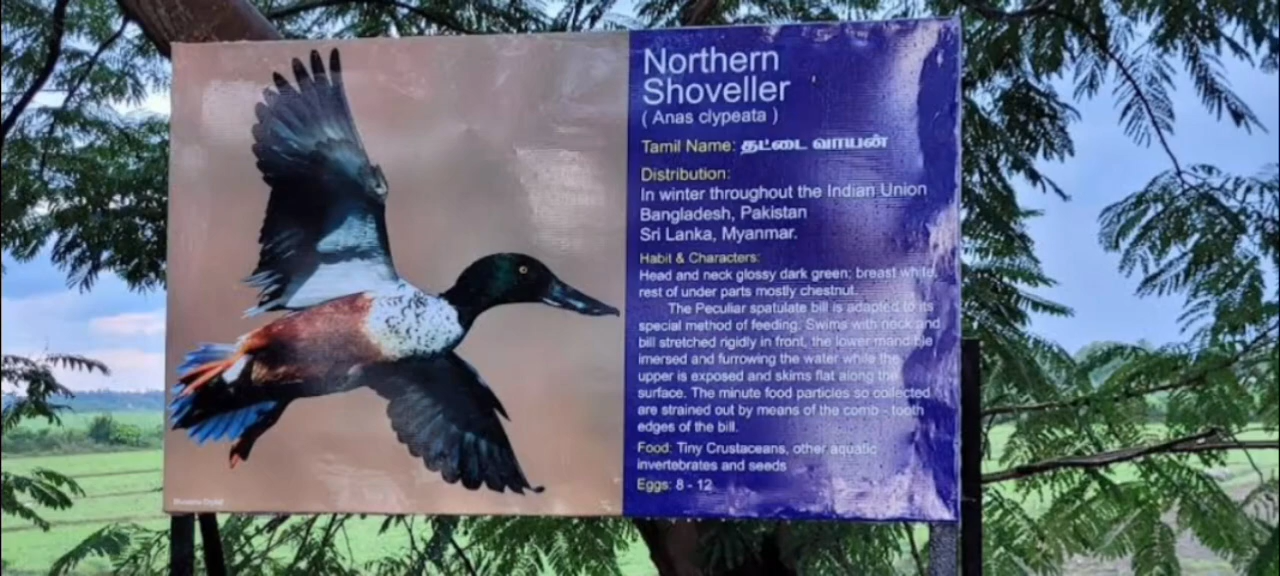 Northern
Shoveller
( Anas clypeata )
Tamil Name: தட்டை வாயன்
Distribution:
In winter throughout the Indian Union
Bangladesh, Pakistan
Sri Lanka, Myanmar.
Habit & Characters:
Head and neck glossy dark green; breast white,
rest of under parts mostly chestnut.
The Peculiar spatulate bill is adapted to its
special method of feeding. Swims with neck and
bill stretched rigidly in front, the lower mandible
imersed and furrowing the water while the
upper is exposed and skims flat along the
surface. The minute food particles so collected
are strained out by means of the comb - tooth
edges of the bill.
Food: Tiny Crustaceans, other aquatic
invertebrates and seeds
Eggs: 8 - 12